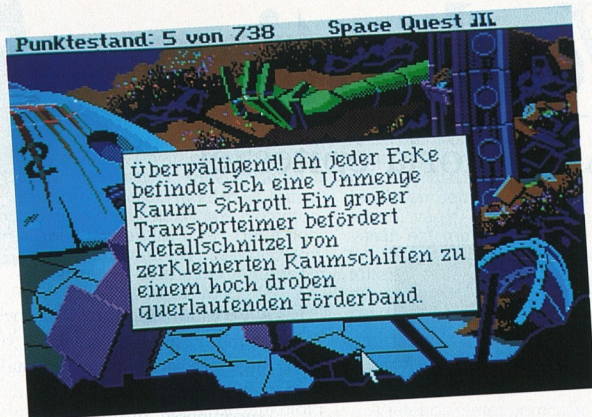 Punktestand: 5 von 738 Space Quest III
Überwältigend! An jeder Ecke
befindet sich eine Unmenge
Raum- Schrott. Ein großer
Transporteimer befördert
Metallschnitzel von
zerkleinerten Raumschiffen zu
einem hoch droben
querlaufenden Förderband.